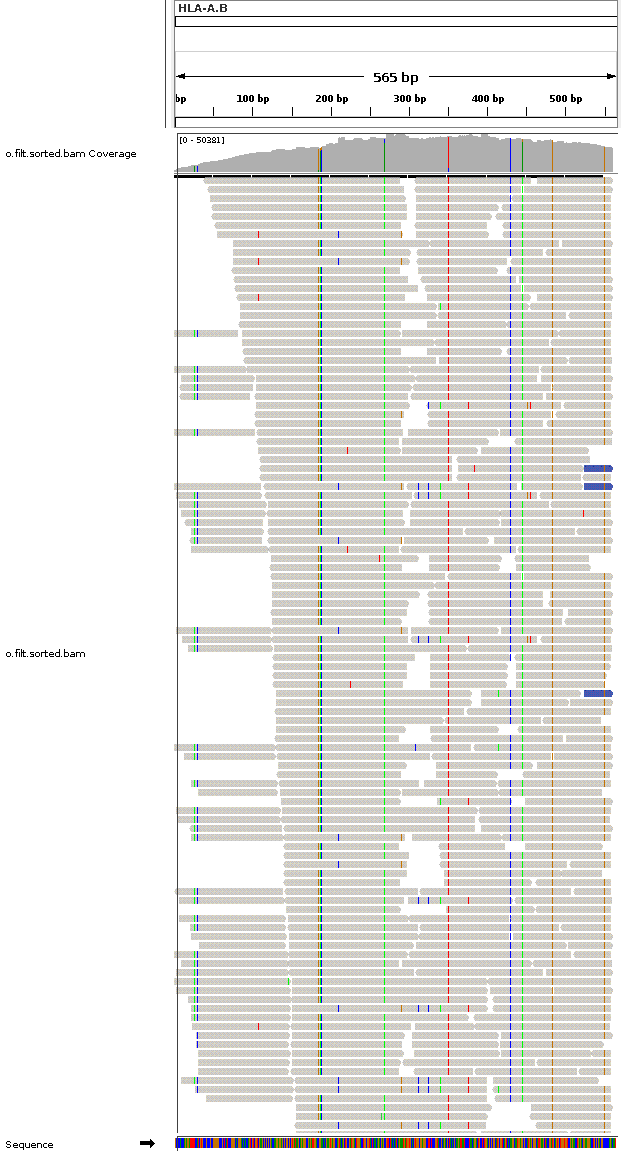 HLA-A.B
565 bp
bp 100 bp 200 bp 300 bp 400 bp 500 bp
[0 - 50381]
o.filt.sorted.bam Coverage
o.filt.sorted.bam
Sequence